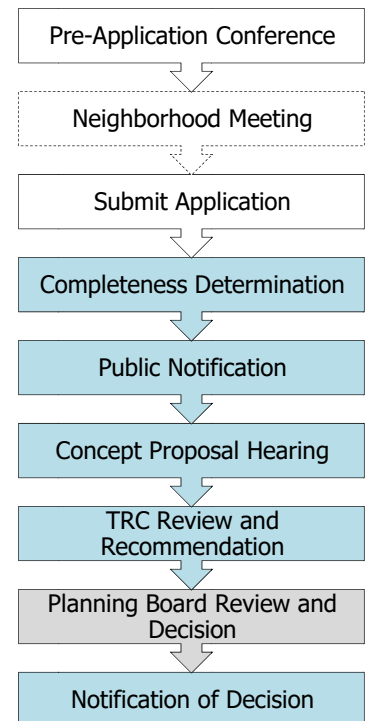 Pre-Application Conference
Neighborhood Meeting
Submit Application
Completeness Determination
Public Notification
Concept Proposal Hearing
TRC Review and
Recommendation
Planning Board Review and
Decision
Notification of Decision